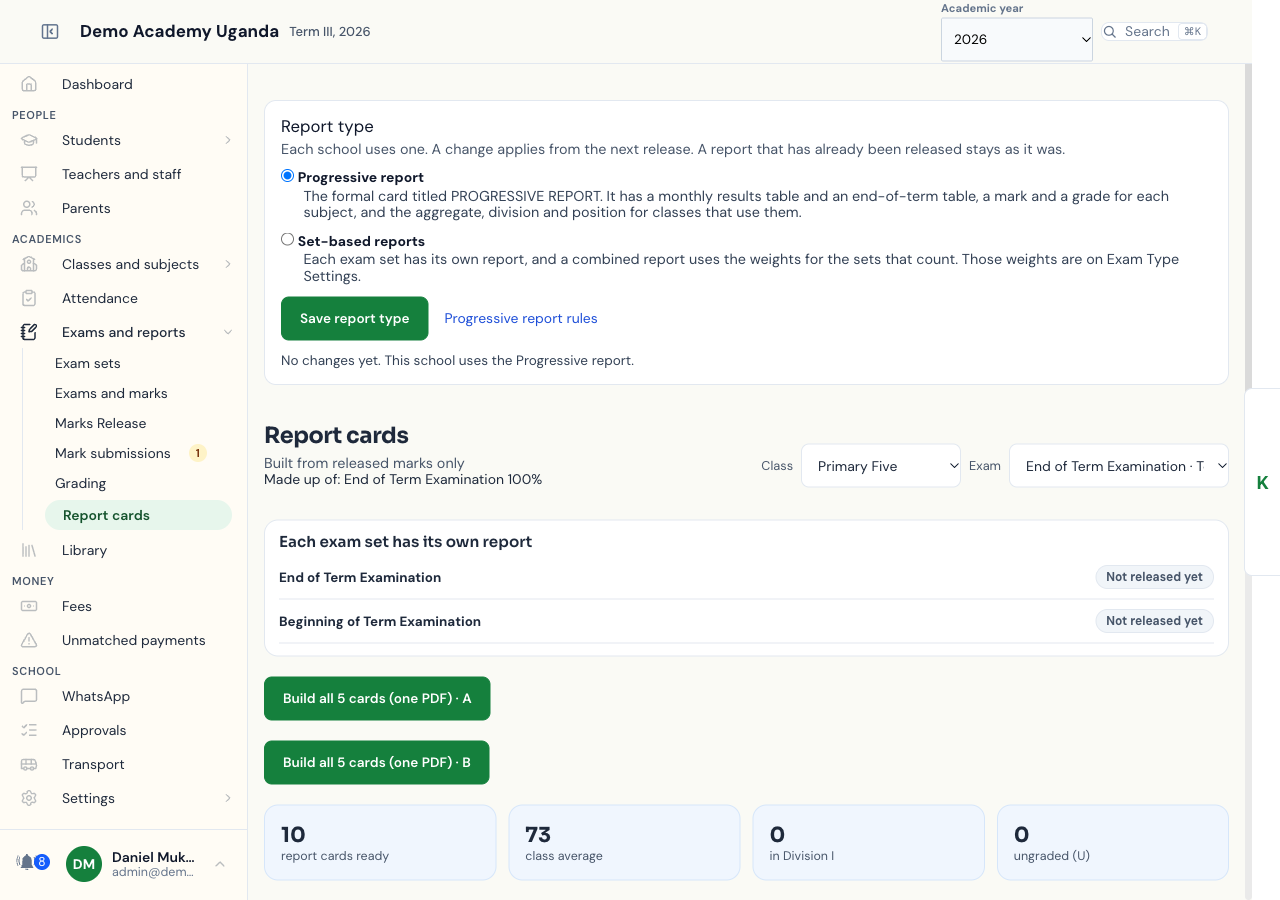 Demo Academy Uganda
Term III, 2026
Academic year
2026
Search
⌘K
Dashboard
PEOPLE
Students
Teachers and staff
Parents
ACADEMICS
Classes and subjects
Attendance
Exams and reports
Exam sets
Exams and marks
Marks Release
Mark submissions
1
Grading
Report cards
Library
MONEY
Fees
Unmatched payments
SCHOOL
WhatsApp
Approvals
Transport
Settings
8
DM
Daniel Muk...
admin@dem...
Report type
Each school uses one. A change applies from the next release. A report that has already been released stays as it was.
Progressive report
The formal card titled PROGRESSIVE REPORT. It has a monthly results table and an end-of-term table, a mark and a grade for each
subject, and the aggregate, division and position for classes that use them.
Set-based reports
Each exam set has its own report, and a combined report uses the weights for the sets that count. Those weights are on Exam Type
Settings.
Save report type
Progressive report rules
No changes yet. This school uses the Progressive report.
Report cards
Built from released marks only
Made up of: End of Term Examination 100%
Class
Primary Five
Exam
End of Term Examination · T
Each exam set has its own report
End of Term Examination
Not released yet
Beginning of Term Examination
Not released yet
Build all 5 cards (one PDF) · A
Build all 5 cards (one PDF) · B
10
report cards ready
73
class average
0
in Division I
0
ungraded (U)
K